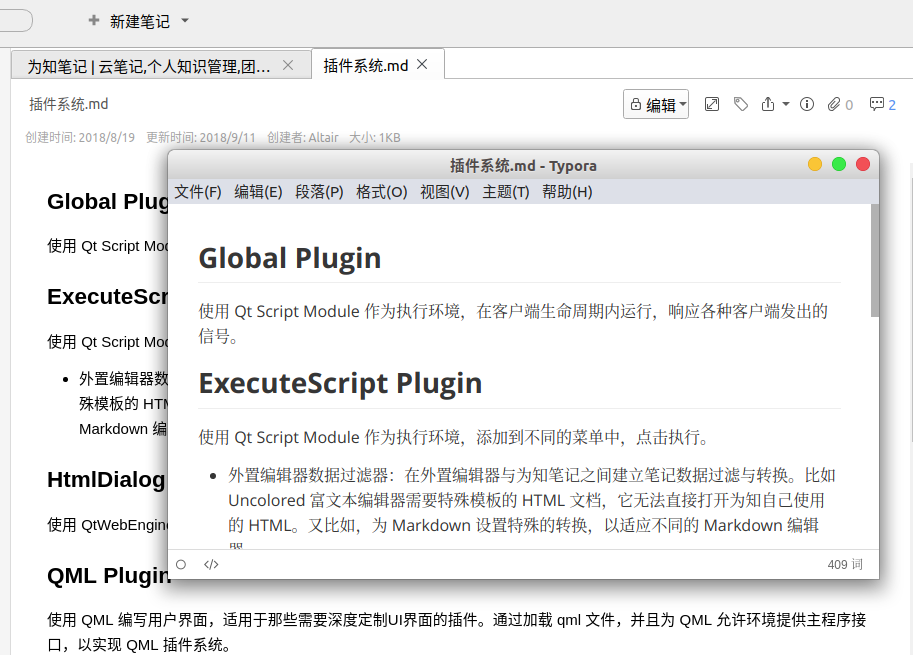 新建笔记
为知笔记 | 云笔记,个人知识管理,团...
插件系统.md
插件系统.md
编辑
0
2
创建时间: 2018/8/19 更新时间: 2018/9/11 创建者: Altair 大小: 1KB
Global Plug
使用 Qt Script Mod
ExecuteScr
使用 Qt Script Mod
外置编辑器数
殊模板的 HTM
Markdown 编
HtmlDialog
使用 QtWebEngine
QML Plugin
使用 QML 编写用户界面，适用于那些需要深度定制UI界面的插件。通过加载 qml 文件，并且为 QML 允许环境提供主程序接
口，以实现 QML 插件系统。
插件系统.md - Typora
文件(F) 编辑(E) 段落(P) 格式(O) 视图(V) 主题(T) 帮助(H)
Global Plugin
使用 Qt Script Module 作为执行环境，在客户端生命周期内运行，响应各种客户端发出的
信号。
ExecuteScript Plugin
使用 Qt Script Module 作为执行环境，添加到不同的菜单中，点击执行。
外置编辑器数据过滤器：在外置编辑器与为知笔记之间建立笔记数据过滤与转换。比如
Uncolored 富文本编辑器需要特殊模板的 HTML 文档，它无法直接打开为知自己使用
的 HTML。又比如，为 Markdown 设置特殊的转换，以适应不同的 Markdown 编辑
器
</> 409 词